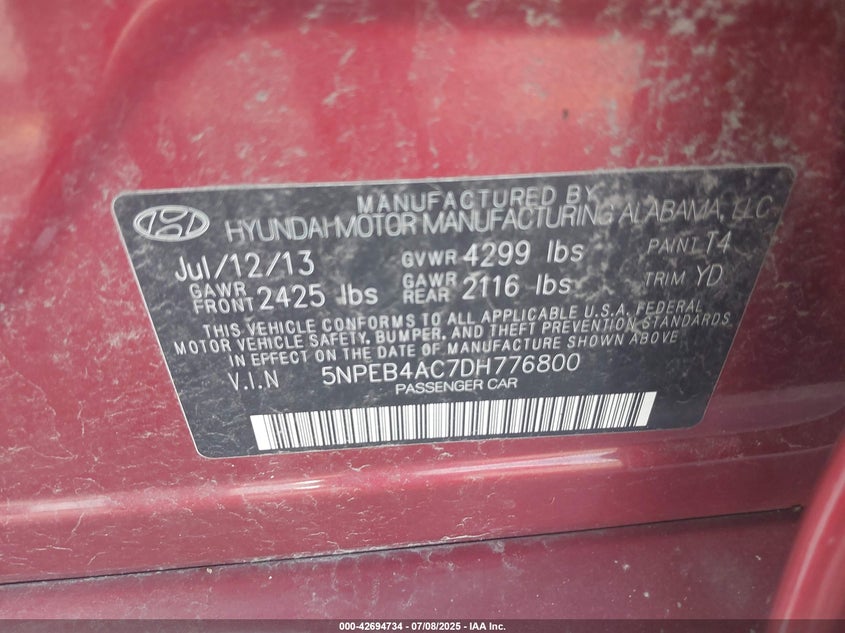 MANUFACTURED BY
HYUNDAI MOTOR MANUFACTURING ALABAMA, LLC
Jul/12/13 GVWR 4299 lbs PAINT T4
GAWR FRONT 2425 lbs GAWR REAR 2116 lbs TRIM YD
THIS VEHICLE CONFORMS TO ALL APPLICABLE U.S.A. FEDERAL
MOTOR VEHICLE SAFETY, BUMPER, AND THEFT PREVENTION STANDARDS
IN EFFECT ON THE DATE OF MANUFACTURE SHOWN ABOVE
V.I.N 5NPEB4AC7DH776800
PASSENGER CAR
000-42694734 - 07/08/2025 - IAA Inc.